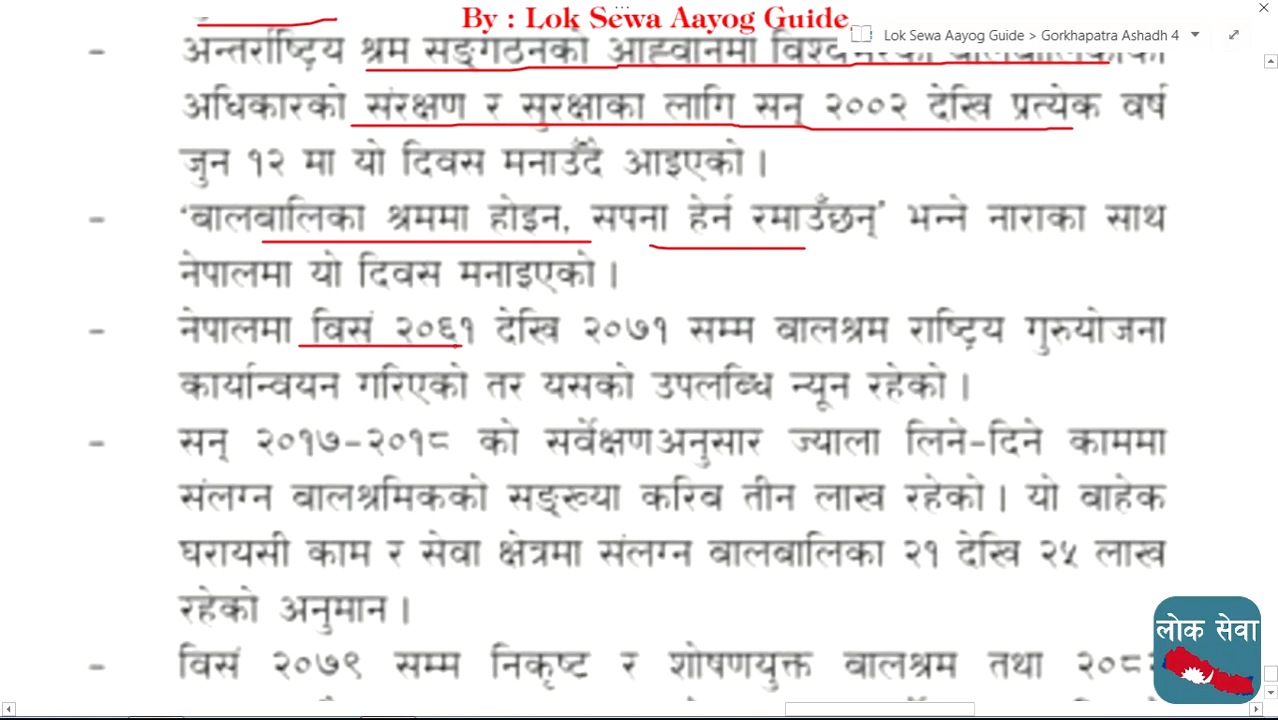 By : Lok Sewa Aayog Guide
Lok Sewa Aayog Guide > Gorkhapatra Ashadh 4
- अन्तर्राष्ट्रिय श्रम सङ्गठनको आह्वानमा विश्वभरका बालबालिकाका
अधिकारको संरक्षण र सुरक्षाका लागि सन् २००२ देखि प्रत्येक वर्ष
जुन १२ मा यो दिवस मनाउँदै आइएको ।
- 'बालबालिका श्रममा होइन, सपना हेर्न रमाउँछन्' भन्ने नाराका साथ
नेपालमा यो दिवस मनाइएको ।
- नेपालमा विसं २०६१ देखि २०७१ सम्म बालश्रम राष्ट्रिय गुरुयोजना
कार्यान्वयन गरिएको तर यसको उपलब्धि न्यून रहेको ।
- सन् २०१७-२०१८ को सर्वेक्षणअनुसार ज्याला लिने-दिने काममा
संलग्न बालश्रमिकको सङ्ख्या करिब तीन लाख रहेको । यो बाहेक
घरायसी काम र सेवा क्षेत्रमा संलग्न बालबालिका २१ देखि २५ लाख
रहेको अनुमान ।
- विसं २०७९ सम्म निकृष्ट र शोषणयुक्त बालश्रम तथा
लोक सेवा